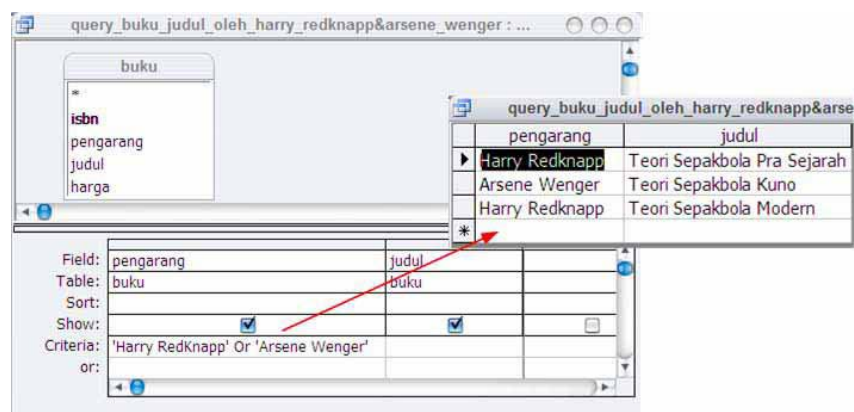 query_buku_judul_oleh_harry_redknapp&arsene_wenger : ...
buku
*
isbn
pengarang
judul
harga
query_buku_judul_oleh_harry_redknapp&arse
pengarang judul
Harry Redknapp Teori Sepakbola Pra Sejarah
Arsene Wenger Teori Sepakbola Kuno
Harry Redknapp Teori Sepakbola Modern
*
Field: pengarang judul
Table: buku buku
Sort:
Show:
Criteria: 'Harry RedKnapp' Or 'Arsene Wenger'
or: